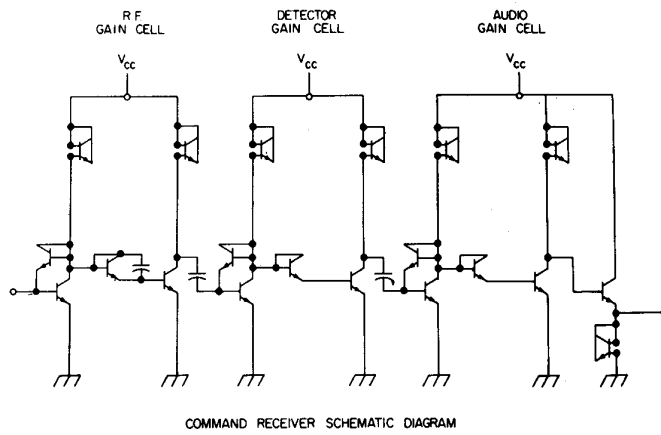 R F
GAIN CELL
DETECTOR
GAIN CELL
AUDIO
GAIN CELL
Vcc
Vcc
Vcc
COMMAND RECEIVER SCHEMATIC DIAGRAM